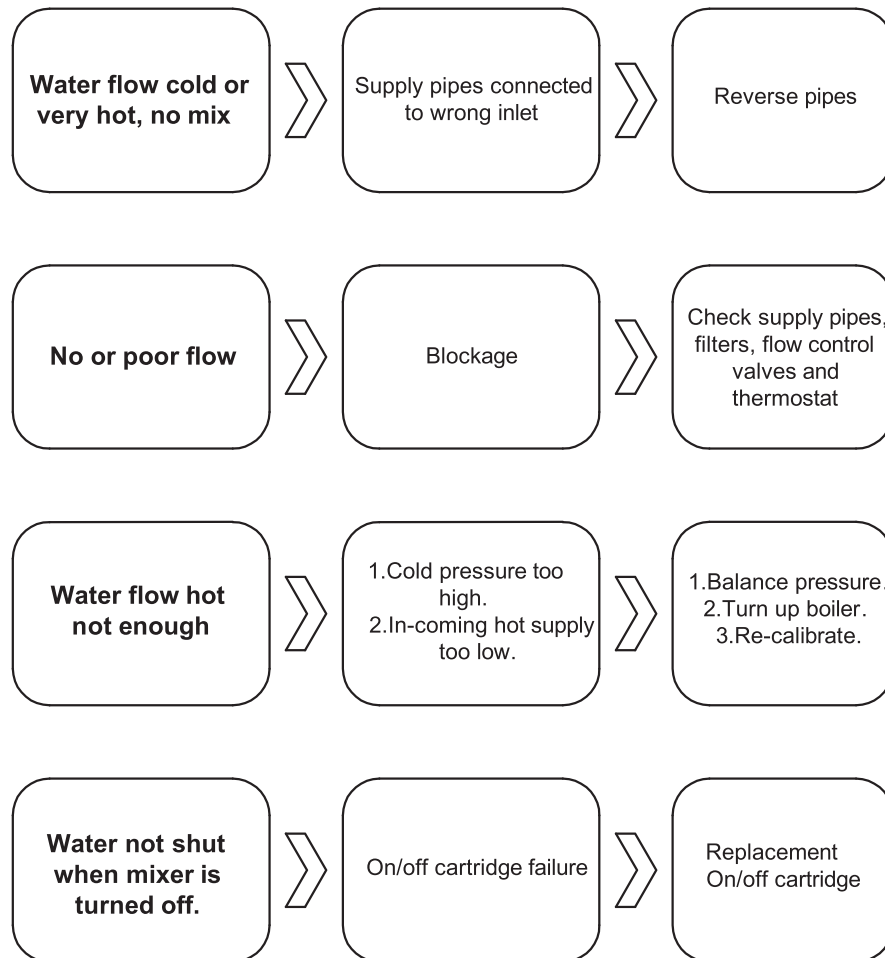 Water flow cold or
very hot, no mix
Supply pipes connected
to wrong inlet
Reverse pipes
No or poor flow
Blockage
Check supply pipes,
filters, flow control
valves and
thermostat
Water flow hot
not enough
1.Cold pressure too
high.
2.In-coming hot supply
too low.
1.Balance pressure.
2.Turn up boiler.
3.Re-calibrate.
Water not shut
when mixer is
turned off.
On/off cartridge failure
Replacement
On/off cartridge